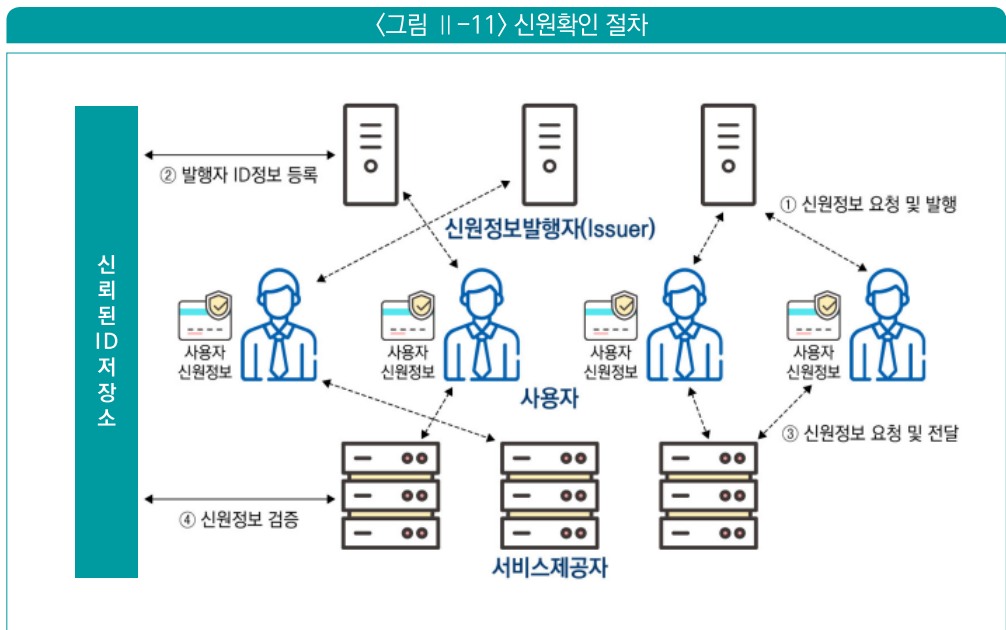 〈그림 Ⅱ-11〉 신원확인 절차
② 발행자 ID정보 등록
① 신원정보 요청 및 발행
신원정보발행자(Issuer)
신뢰된ID저장소
사용자
신원정보
사용자
신원정보
사용자
신원정보
사용자
신원정보
사용자
③ 신원정보 요청 및 전달
④ 신원정보 검증
서비스제공자